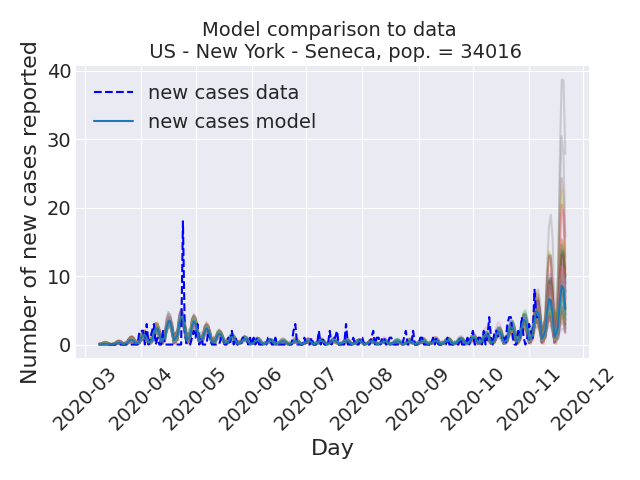 Model comparison to data
US - New York - Seneca, pop. = 34016
Number of new cases reported
40
30
20
10
0
new cases data
new cases model
2020-03
2020-04
2020-05
2020-06
2020-07
2020-08
2020-09
2020-10
2020-11
2020-12
Day